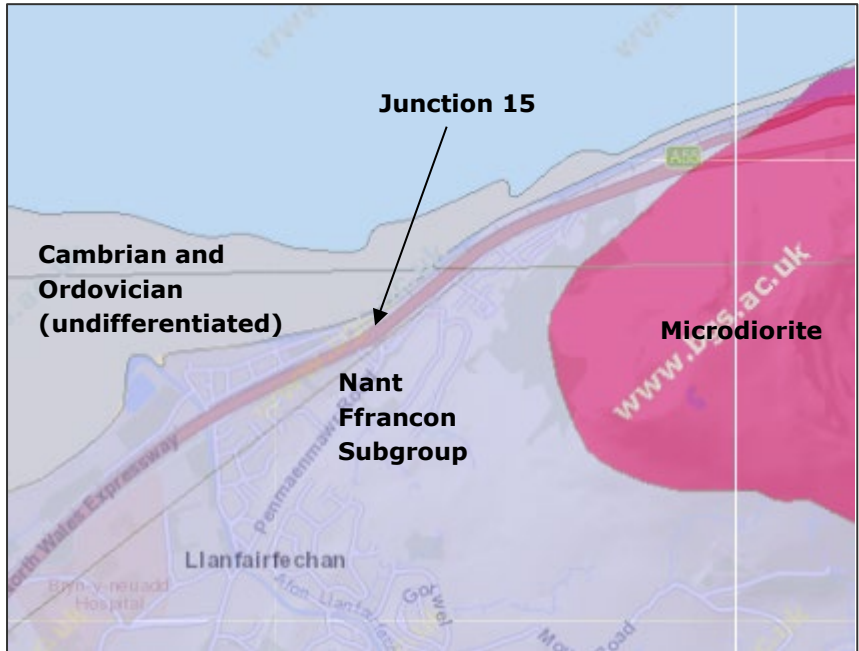 Junction 15
A55
Cambrian and
Ordovician
(undifferentiated)
www.bgs.ac.uk
Microdiorite
Nant
Ffrancon
Subgroup
Penmaenmawr Road
North Wales Expressway
Llanfairfechan
Bryn-y-neuadd
Hospital
Afon Llanfairfec
Gorwel
Road